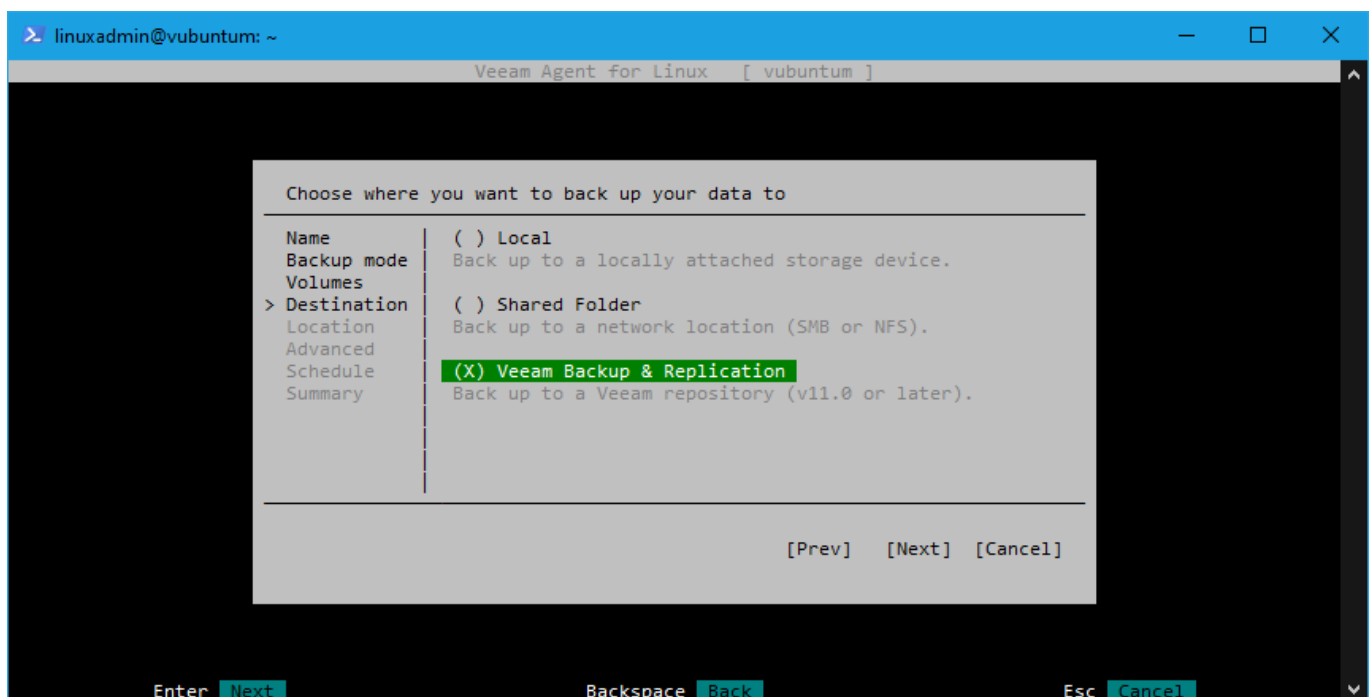 linuxadmin@vubuntum: ~
Veeam Agent for Linux [ vubuntum ]
Choose where you want to back up your data to
Name | ( ) Local
Backup mode | Back up to a locally attached storage device.
Volumes |
> Destination | ( ) Shared Folder
Location | Back up to a network location (SMB or NFS).
Advanced |
Schedule | (X) Veeam Backup & Replication
Summary | Back up to a Veeam repository (v11.0 or later).
[Prev] [Next] [Cancel]
Enter Next Backspace Back Esc Cancel